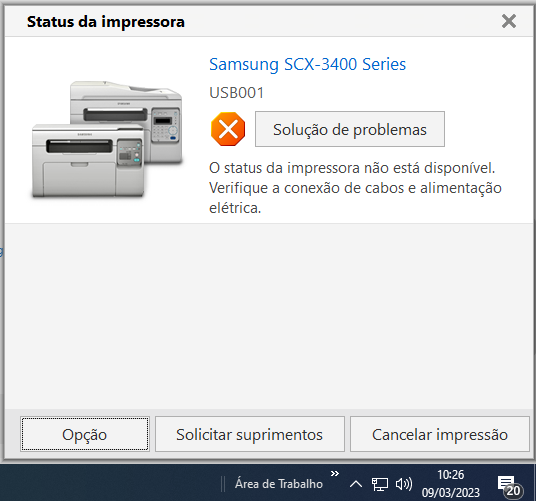 Status da impressora
Samsung SCX-3400 Series
USB001
Solução de problemas
O status da impressora não está disponível.
Verifique a conexão de cabos e alimentação
elétrica.
Opção
Solicitar suprimentos
Cancelar impressão
Área de Trabalho
10:26
09/03/2023
20